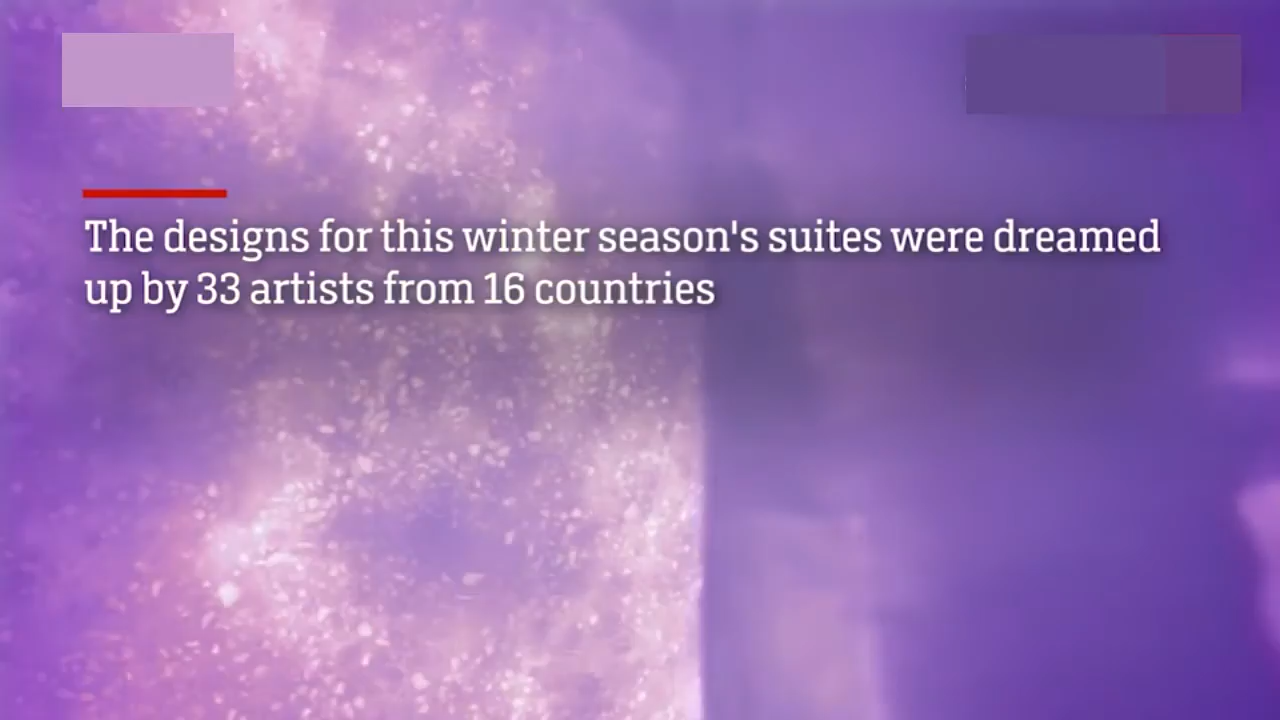 The designs for this winter season's suites were dreamed
up by 33 artists from 16 countries